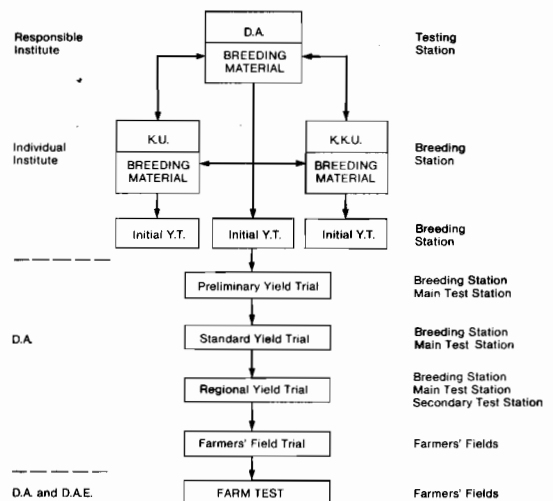 Responsible
Institute
D.A.
BREEDING
MATERIAL
Testing
Station
Individual
Institute
K.U.
BREEDING
MATERIAL
K.K.U.
BREEDING
MATERIAL
Breeding
Station
Initial Y.T.
Initial Y.T.
Initial Y.T.
Breeding
Station
Preliminary Yield Trial
Breeding Station
Main Test Station
D.A.
Standard Yield Trial
Breeding Station
Main Test Station
Regional Yield Trial
Breeding Station
Main Test Station
Secondary Test Station
Farmers' Field Trial
Farmers' Fields
D.A. and D.A.E.
FARM TEST
Farmers' Fields